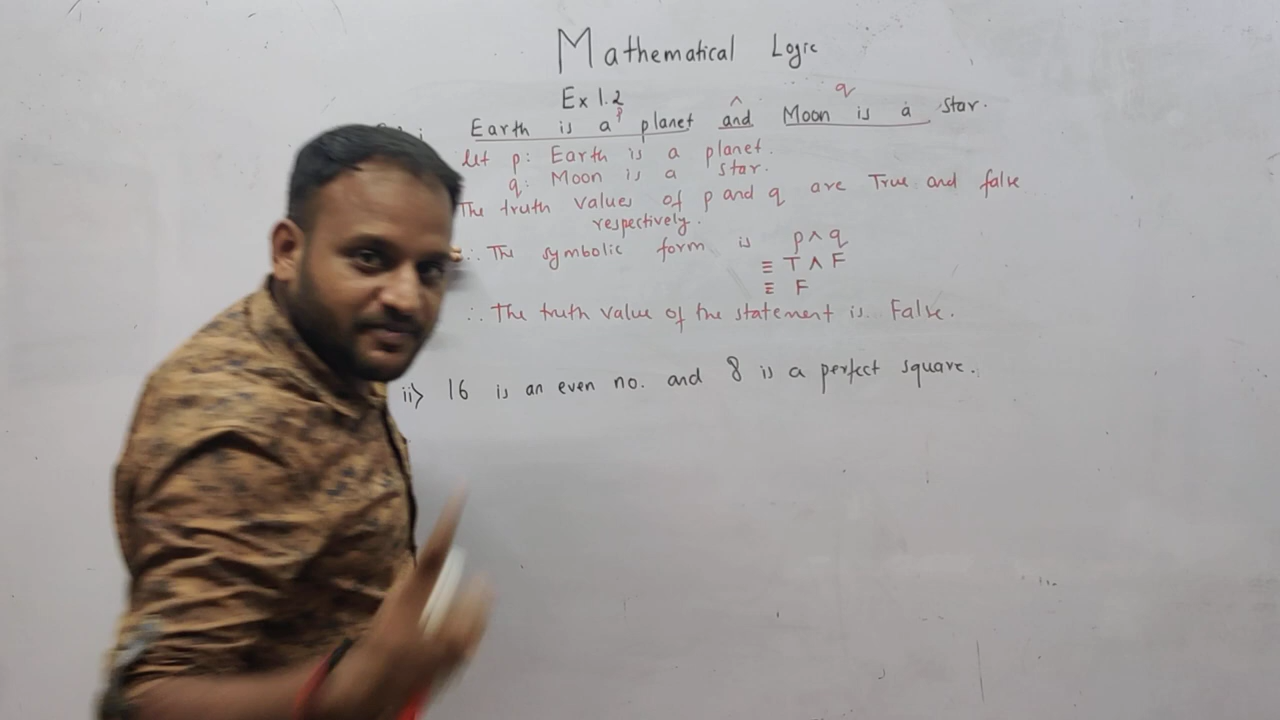 Mathematical Logic
Ex 1.2
^ q
Earth is a planet and Moon is a star.
p
Let p: Earth is a planet.
q: Moon is a star.
The truth values of p and q are True and false
respectively.
∴ The symbolic form is p ∧ q
≡ T ∧ F
≡ F
∴ The truth value of the statement is False.
ii> 16 is an even no. and 8 is a perfect square.